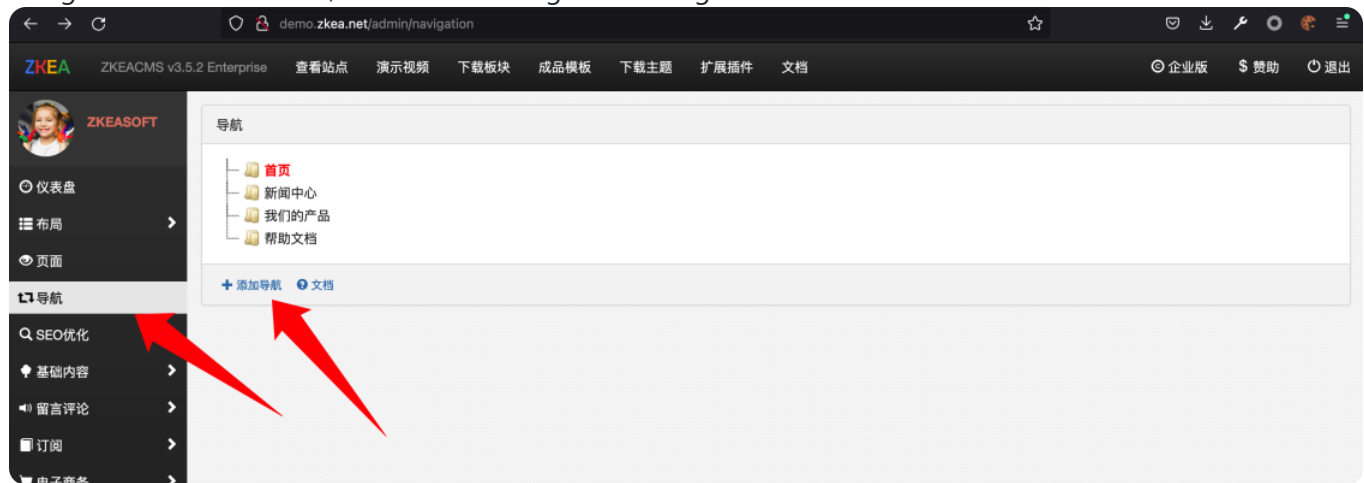 demo.zkea.net/admin/navigation
ZKEA ZKEACMS v3.5.2 Enterprise 查看站点 演示视频 下载板块 成品模板 下载主题 扩展插件 文档 企业版 $ 赞助 退出
ZKEASOFT
导航
首页
新闻中心
我们的产品
帮助文档
添加导航 文档
仪表盘
布局
页面
导航
SEO优化
基础内容
留言评论
订阅
电子商务